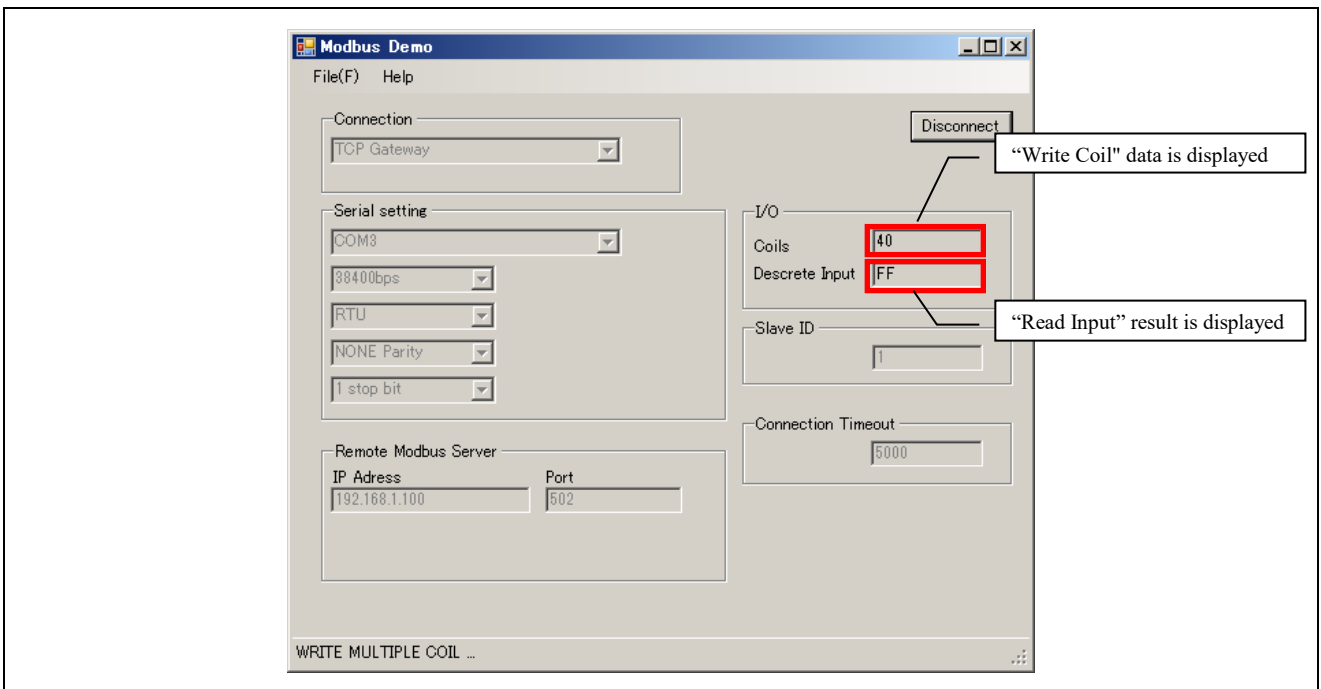 Modbus Demo
File(F) Help
Connection
TCP Gateway
Disconnect
“Write Coil" data is displayed
Serial setting
COM3
38400bps
RTU
NONE Parity
1 stop bit
I/O
Coils 40
Descrete Input FF
“Read Input” result is displayed
Slave ID
1
Connection Timeout
5000
Remote Modbus Server
IP Adress Port
192.168.1.100 502
WRITE MULTIPLE COIL ...